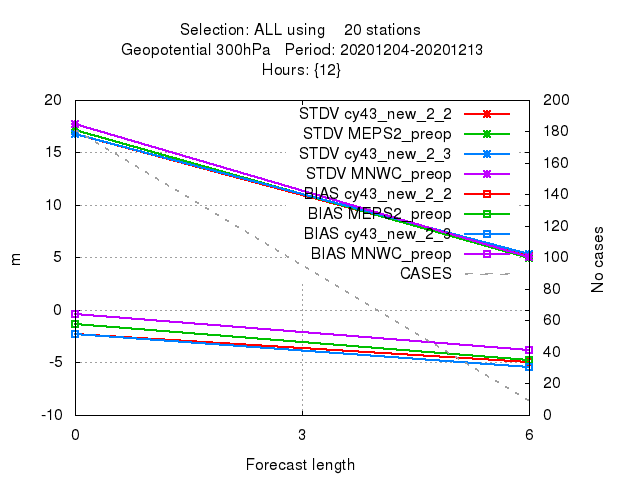 Selection: ALL using    20 stations
Geopotential 300hPa   Period: 20201204-20201213
Hours: {12}
20
15
10
5
0
-5
-10
m
200
180
160
140
120
100
80
60
40
20
0
No cases
STDV cy43_new_2_2
STDV MEPS2_preop
STDV cy43_new_2_3
STDV MNWC_preop
BIAS cy43_new_2_2
BIAS MEPS2_preop
BIAS cy43_new_2_3
BIAS MNWC_preop
CASES
0
3
6
Forecast length